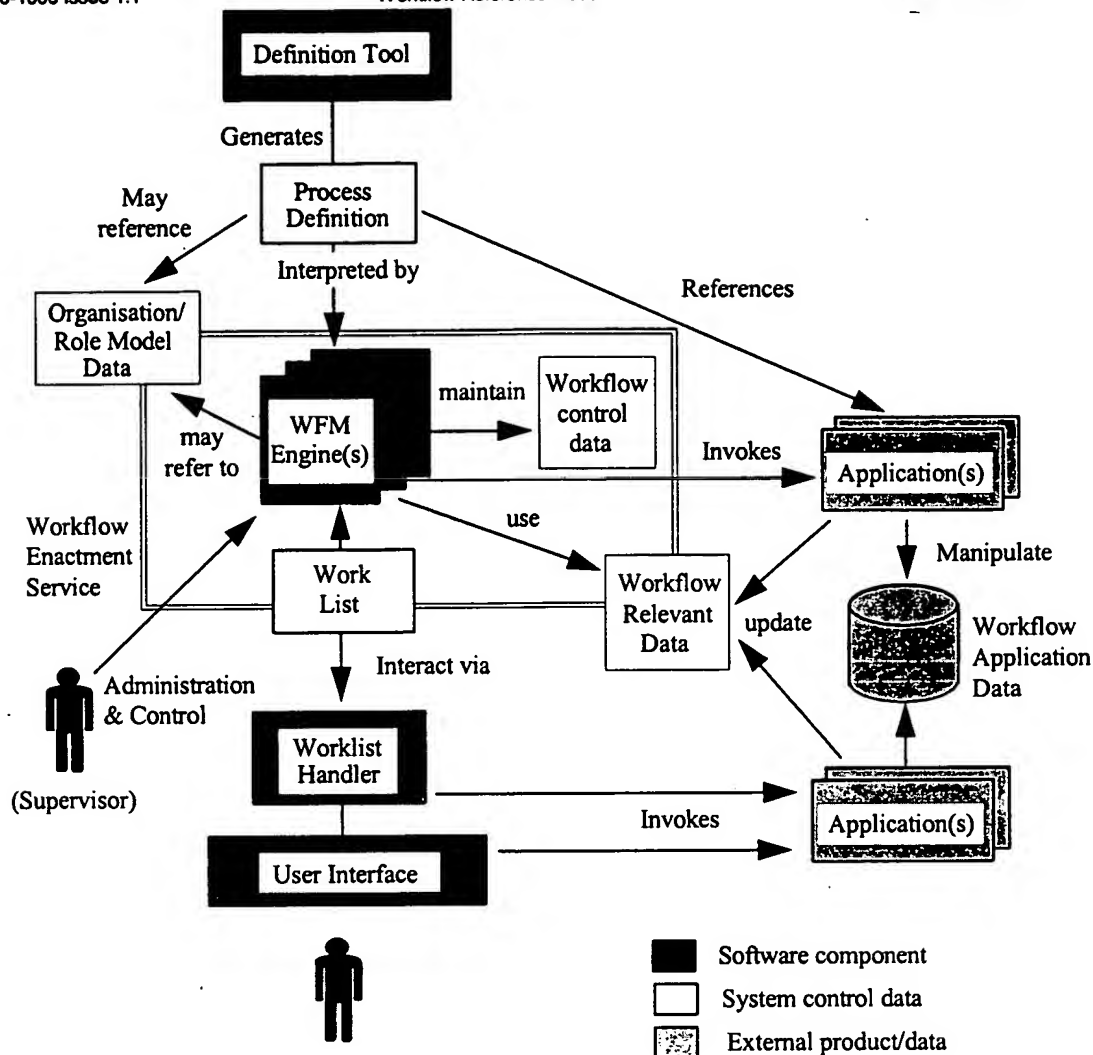 Definition Tool
Generates
Process
Definition
May
reference
Interpreted by
References
Organisation/
Role Model
Data
WFM
Engine(s)
maintain
Workflow
control
data
may
refer to
Invokes
Application(s)
use
Workflow
Enactment
Service
Work
List
Workflow
Relevant
Data
Manipulate
update
Workflow
Application
Data
Interact via
Administration
& Control
(Supervisor)
Worklist
Handler
Invokes
Application(s)
User Interface
Software component
System control data
External product/data